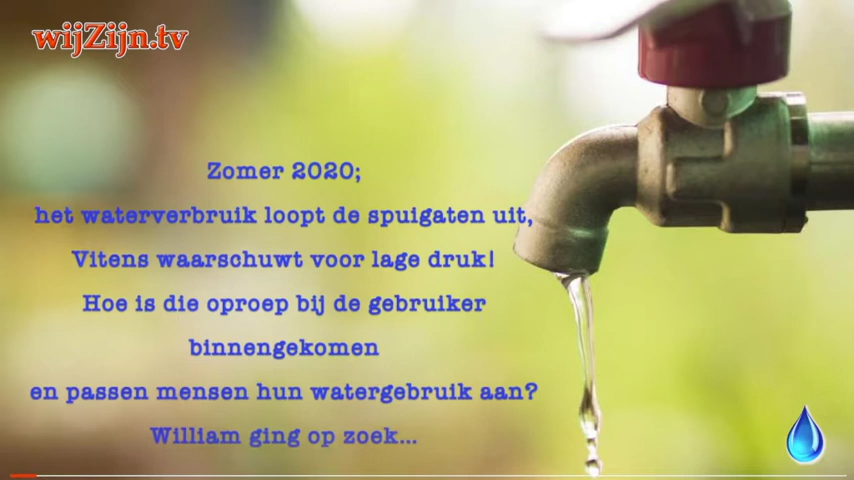 wijZijn.tv
Zomer 2020;
het waterverbruik loopt de spuigaten uit,
Vitens waarschuwt voor lage druk!
Hoe is die oproep bij de gebruiker
binnengekomen
en passen mensen hun watergebruik aan?
William ging op zoek...